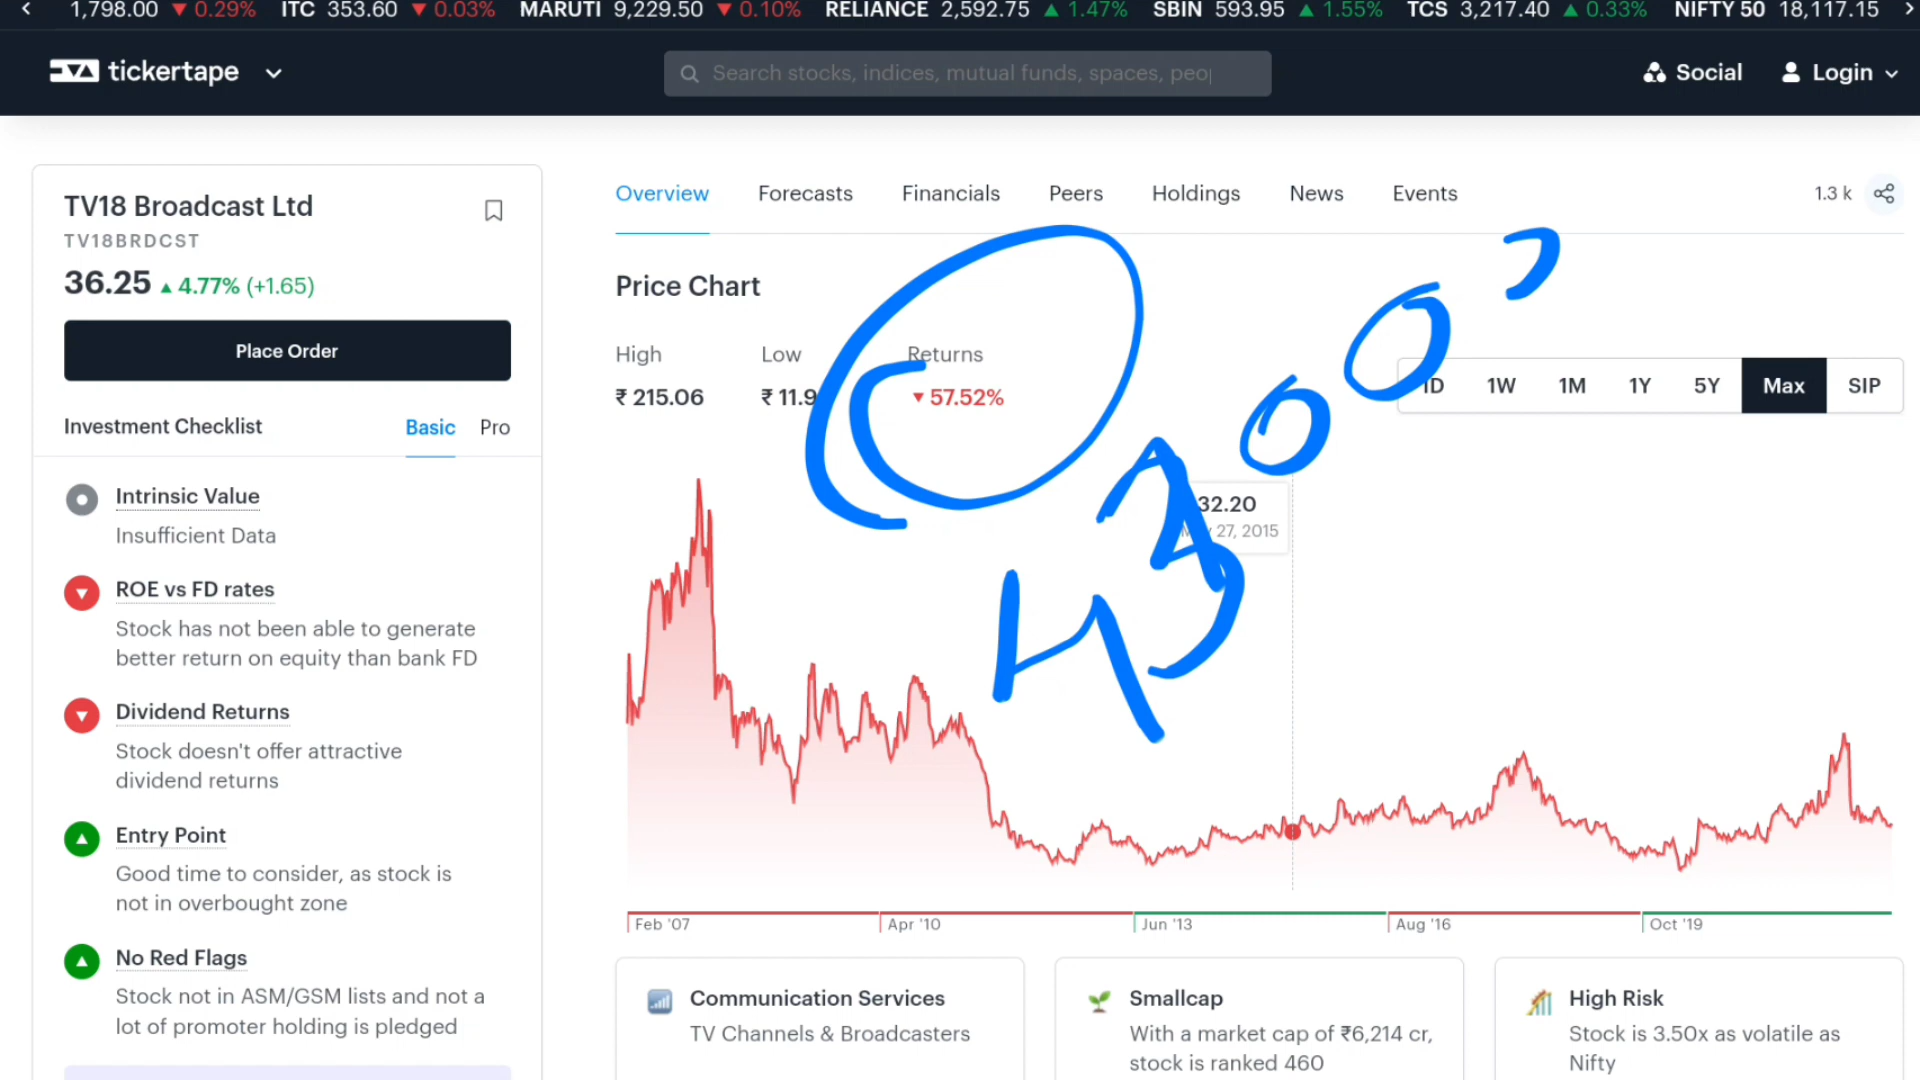 1,798.00 ▼ 0.29% ITC 353.60 ▼ 0.03% MARUTI 9,229.50 ▼ 0.10% RELIANCE 2,592.75 ▲ 1.47% SBIN 593.95 ▲ 1.55% TCS 3,217.40 ▲ 0.33% NIFTY 50 18,117.15
tickertape
Search stocks, indices, mutual funds, spaces, peo
Social Login
TV18 Broadcast Ltd
TV18BRDCST
36.25 ▲ 4.77% (+1.65)
Place Order
Investment Checklist Basic Pro
Intrinsic Value
Insufficient Data
ROE vs FD rates
Stock has not been able to generate
better return on equity than bank FD
Dividend Returns
Stock doesn't offer attractive
dividend returns
Entry Point
Good time to consider, as stock is
not in overbought zone
No Red Flags
Stock not in ASM/GSM lists and not a
lot of promoter holding is pledged
Overview Forecasts Financials Peers Holdings News Events 1.3 k
Price Chart
High Low Returns
₹ 215.06 ₹ 11.9 ▼ 57.52%
1D 1W 1M 1Y 5Y Max SIP
32.20
27, 2015
Feb '07 Apr '10 Jun '13 Aug '16 Oct '19
Communication Services
TV Channels & Broadcasters
Smallcap
With a market cap of ₹6,214 cr,
stock is ranked 460
High Risk
Stock is 3.50x as volatile as
Nifty